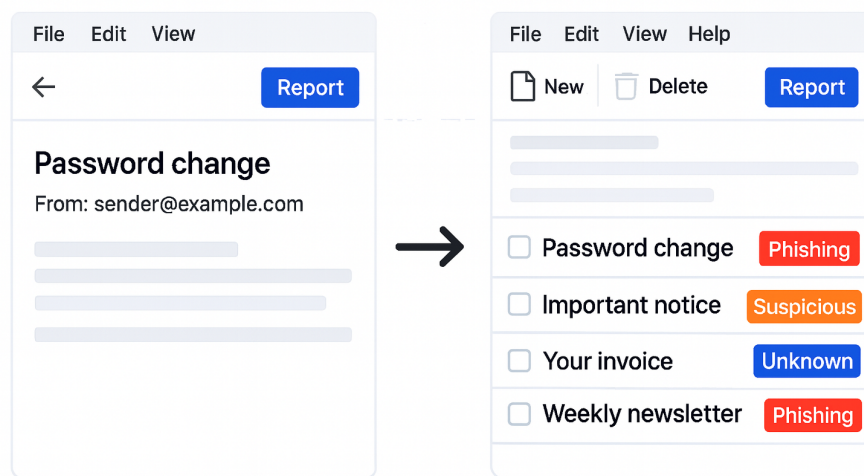 File Edit View
Report
Password change
From: sender@example.com
File Edit View Help
New Delete Report
Password change Phishing
Important notice Suspicious
Your invoice Unknown
Weekly newsletter Phishing